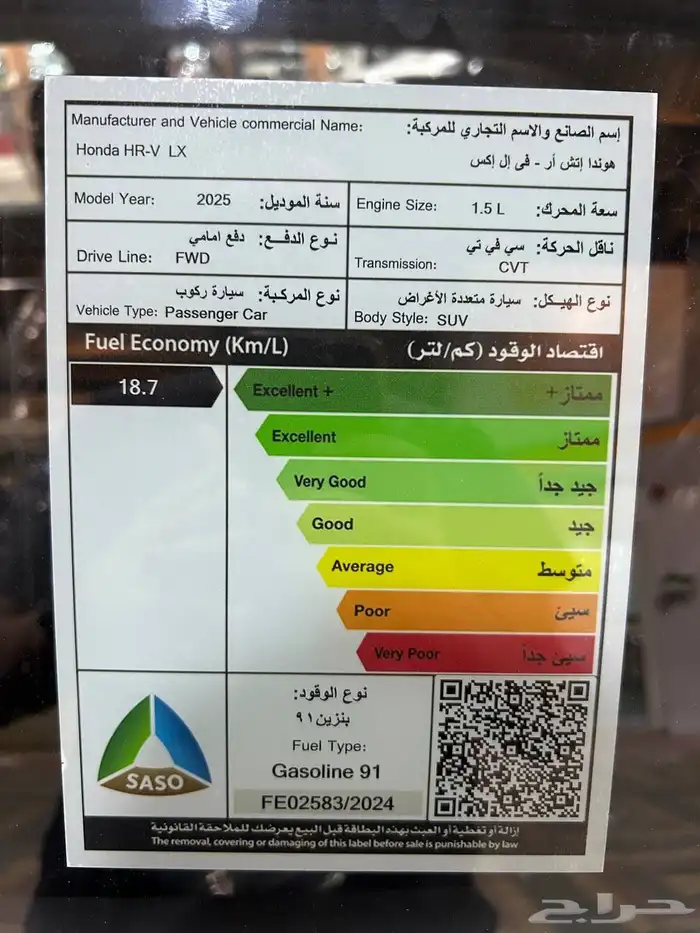 Manufacturer and Vehicle commercial Name:
إسم الصانع والاسم التجاري للمركبة:
Honda HR-V LX
هوندا إتش أر - في إل إكس
Model Year: 2025 سنة الموديل:
Engine Size: 1.5 L سعة المحرك:
نوع الدفع: دفع امامي
Drive Line: FWD
ناقل الحركة: سي في تي
Transmission: CVT
نوع المركبة: سيارة ركوب
Vehicle Type: Passenger Car
نوع الهيكل: سيارة متعددة الأغراض
Body Style: SUV
Fuel Economy (Km/L)
اقتصاد الوقود (كم/لتر)
18.7
Excellent + ممتاز+
Excellent ممتاز
Very Good جيد جداً
Good جيد
Average متوسط
Poor سيئ
Very Poor سيئ جداً
SASO
نوع الوقود:
بنزين٩١
Fuel Type:
Gasoline 91
FE02583/2024
إزالة أو تغطية أو العبث بهذه البطاقة قبل البيع يعرضك للملاحقة القانونية
The removal, covering or damaging of this label before sale is punishable by law
حراج